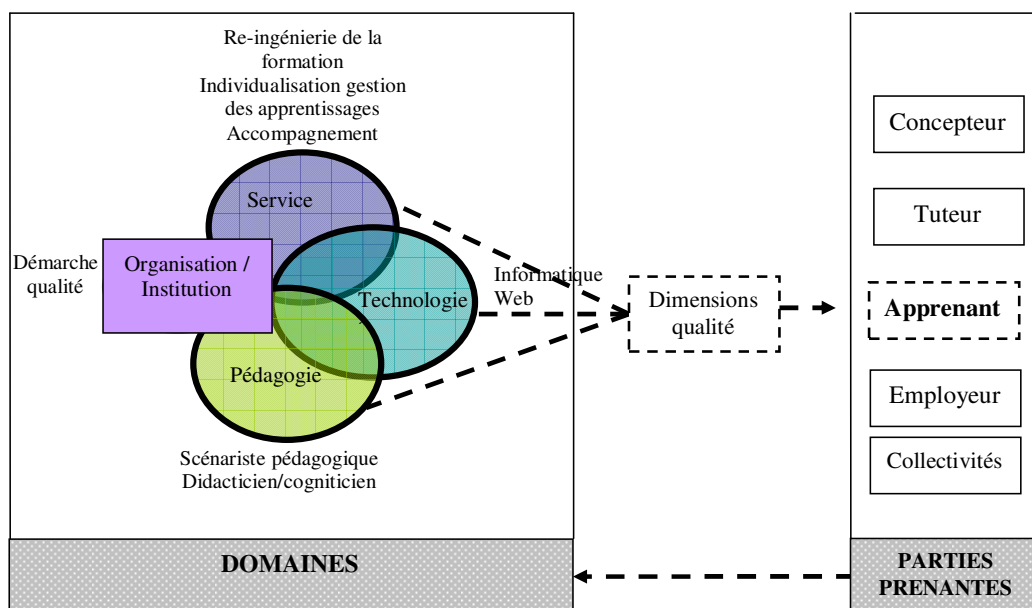 Re-ingénierie de la
formation
Individualisation gestion
des apprentissages
Accompagnement
Service
Démarche
qualité
Organisation /
Institution
Technologie
Informatique
Web
Pédagogie
Scénariste pédagogique
Didacticien/cogniticien
DOMAINES
Dimensions
qualité
Concepteur
Tuteur
Apprenant
Employeur
Collectivités
PARTIES
PRENANTES